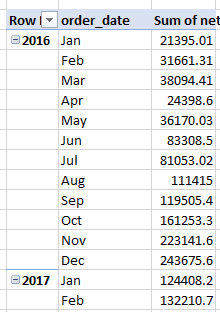 Row order_date Sum of net
2016 Jan 21395.01
Feb 31661.31
Mar 38094.41
Apr 24398.6
May 36170.03
Jun 83308.5
Jul 81053.02
Aug 111415
Sep 119505.4
Oct 161253.3
Nov 223141.6
Dec 243675.6
2017 Jan 124408.2
Feb 132210.7